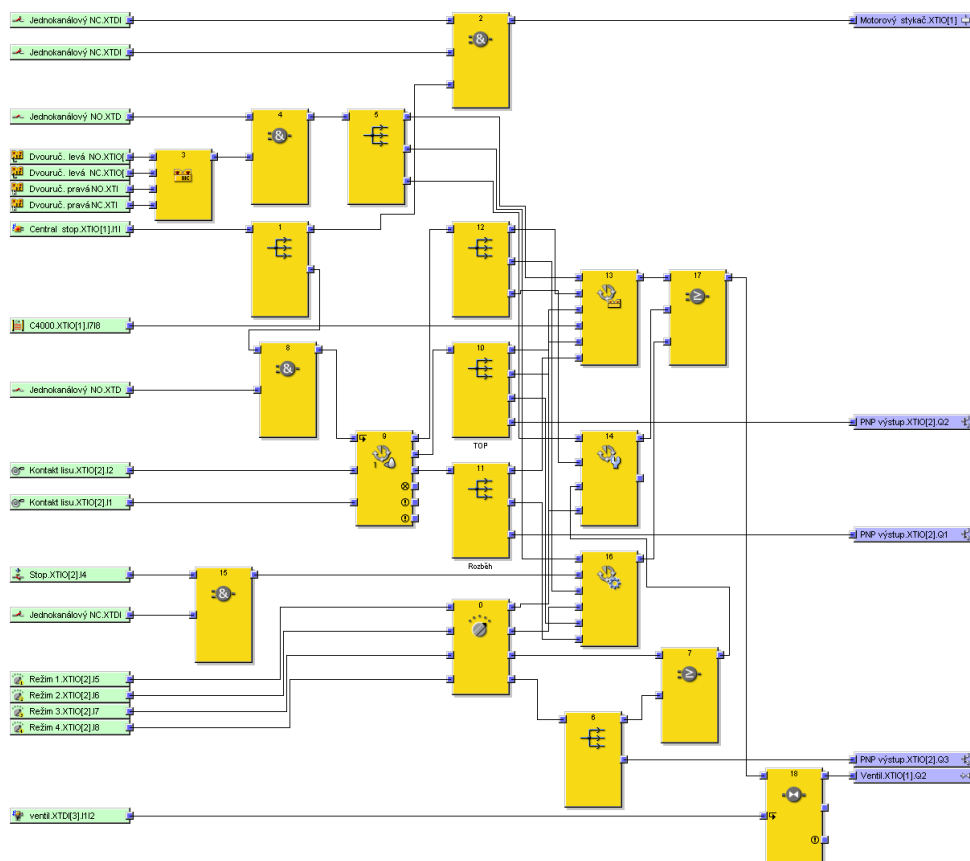 Jednokanálový NC.XTDI
2
Motorový stykač.XTIO[1]
Jednokanálový NC.XTDI
Jednokanálový NO.XTD
4
5
3
Dvouruč. levá NO.XTIO[
Dvouruč. levá NC.XTIO[
Dvouruč. pravá NO.XTI
Dvouruč. pravá NC.XTI
Central stop.XTIO[1].I1I
1
12
13
17
C4000.XTIO[1].I7I8
8
10
Jednokanálový NO.XTD
TOP
PNP výstup.XTIO[2].Q2
9
1
14
Kontakt lisu.XTIO[2].I2
11
Kontakt lisu.XTIO[2].I1
PNP výstup.XTIO[2].Q1
Rozběh
16
Stop.XTIO[2].I4
15
Jednokanálový NC.XTDI
0
7
Režim 1.XTIO[2].I5
Režim 2.XTIO[2].I6
Režim 3.XTIO[2].I7
Režim 4.XTIO[2].I8
6
PNP výstup.XTIO[2].Q3
18
Ventil.XTIO[1].Q2
ventil.XTDI[3].I1I2